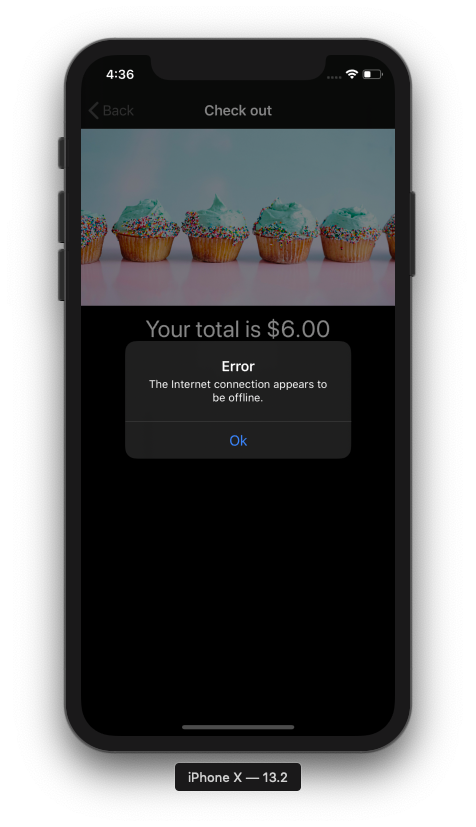 4:36
Back
Check out
Your total is $6.00
Error
The Internet connection appears to
be offline.
Ok
iPhone X — 13.2